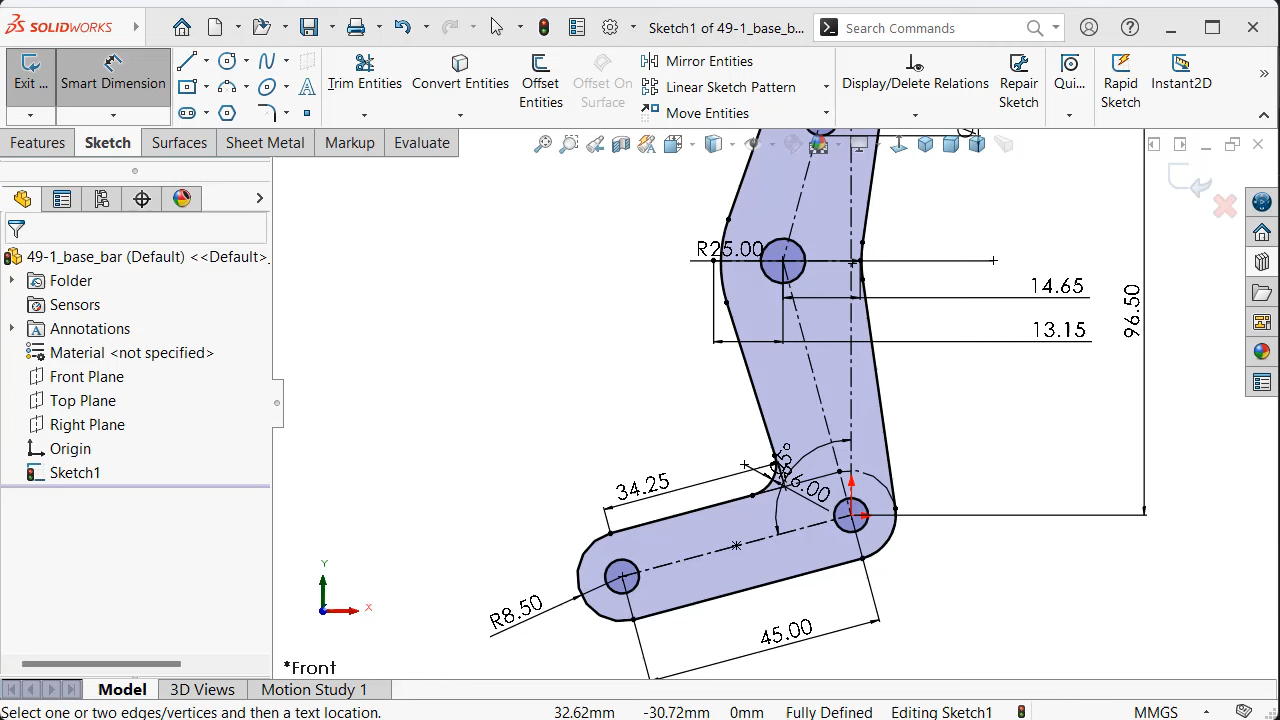 SOLIDWORKS
Sketch1 of 49-1_base_b...
Search Commands
Exit ...
Smart Dimension
Trim Entities
Convert Entities
Offset Entities
Offset On Surface
Mirror Entities
Linear Sketch Pattern
Move Entities
Display/Delete Relations
Repair Sketch
Qui...
Rapid Sketch
Instant2D
Features
Sketch
Surfaces
Sheet Metal
Markup
Evaluate
49-1_base_bar (Default) <<Default>_
Folder
Sensors
Annotations
Material <not specified>
Front Plane
Top Plane
Right Plane
Origin
Sketch1
R25.00
14.65
13.15
96.50
34.25
R8.50
45.00
Y
X
*Front
Model
3D Views
Motion Study 1
Select one or two edges/vertices and then a text location.
32.62mm
-30.72mm
0mm
Fully Defined
Editing Sketch1
MMGS